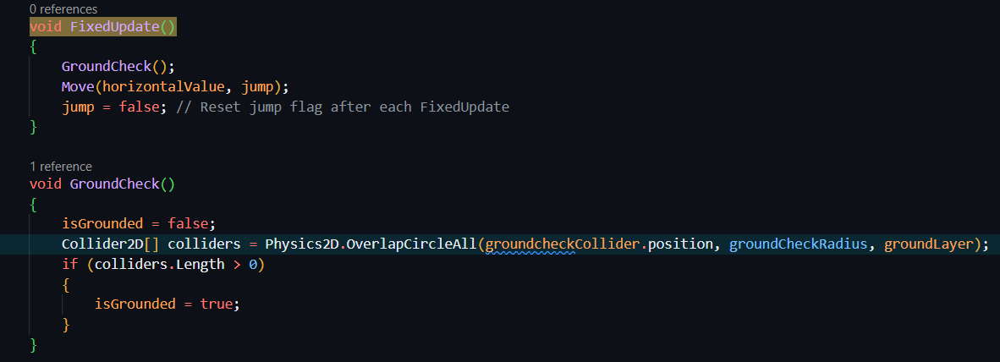 0 references
void FixedUpdate()
{
    GroundCheck();
    Move(horizontalValue, jump);
    jump = false; // Reset jump flag after each FixedUpdate
}
1 reference
void GroundCheck()
{
    isGrounded = false;
    Collider2D[] colliders = Physics2D.OverlapCircleAll(groundcheckCollider.position, groundCheckRadius, groundLayer);
    if (colliders.Length > 0)
    {
        isGrounded = true;
    }
}